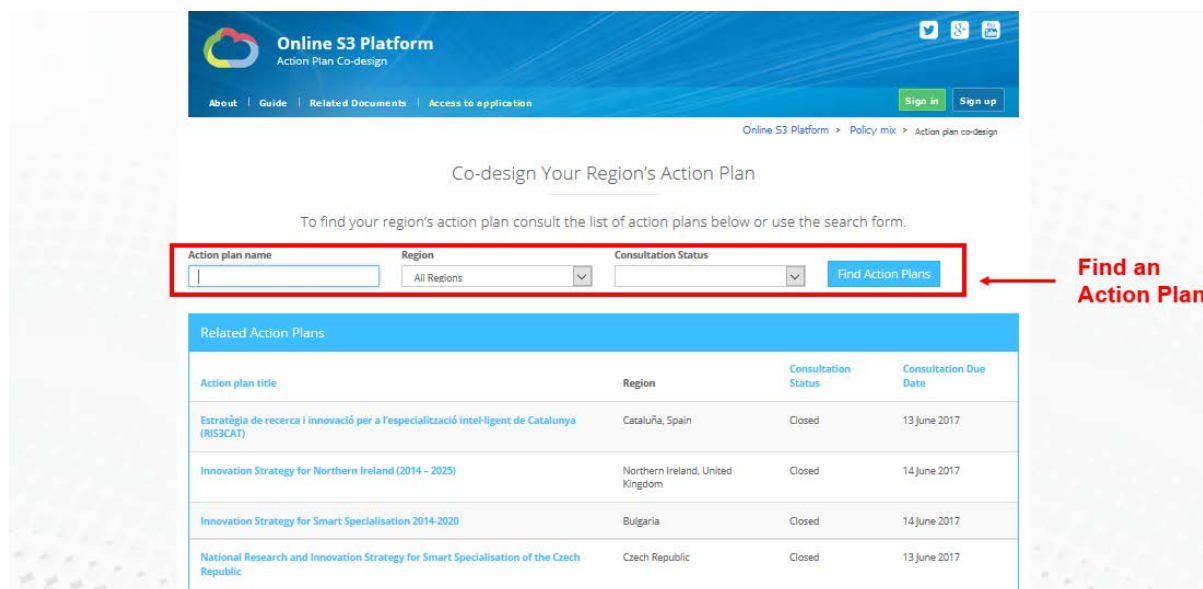 Online S3 Platform
Action Plan Co-design
About | Guide | Related Documents | Access to application
Sign in Sign up
Online S3 Platform > Policy mix > Action plan co-design
Co-design Your Region's Action Plan
To find your region's action plan consult the list of action plans below or use the search form.
Action plan name Region Consultation Status
All Regions Find Action Plans
Find an
Action Plan
Related Action Plans
Action plan title Region Consultation Status Consultation Due Date
Estratègia de recerca i innovació per a l'especialització intel·ligent de Catalunya
(RIS3CAT)
Cataluña, Spain Closed 13 June 2017
Innovation Strategy for Northern Ireland (2014 – 2025)
Northern Ireland, United
Kingdom
Closed 14 June 2017
Innovation Strategy for Smart Specialisation 2014-2020 Bulgaria Closed 14 June 2017
National Research and Innovation Strategy for Smart Specialisation of the Czech
Republic
Czech Republic Closed 13 June 2017